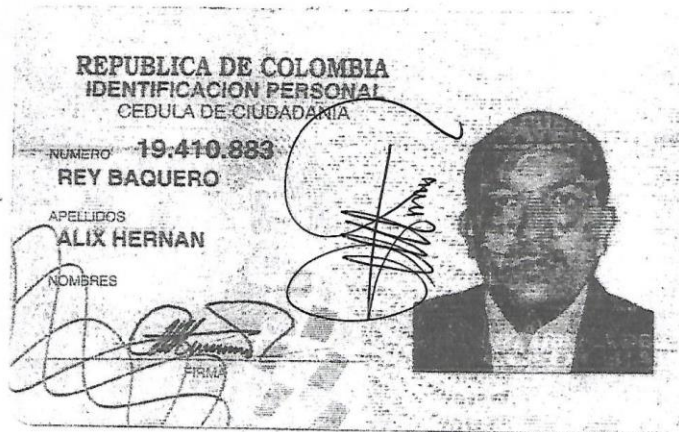 REPUBLICA DE COLOMBIA
IDENTIFICACION PERSONAL
CEDULA DE CIUDADANIA
NUMERO 19.410.883
REY BAQUERO
APELLIDOS
ALIX HERNAN
NOMBRES
FIRMA